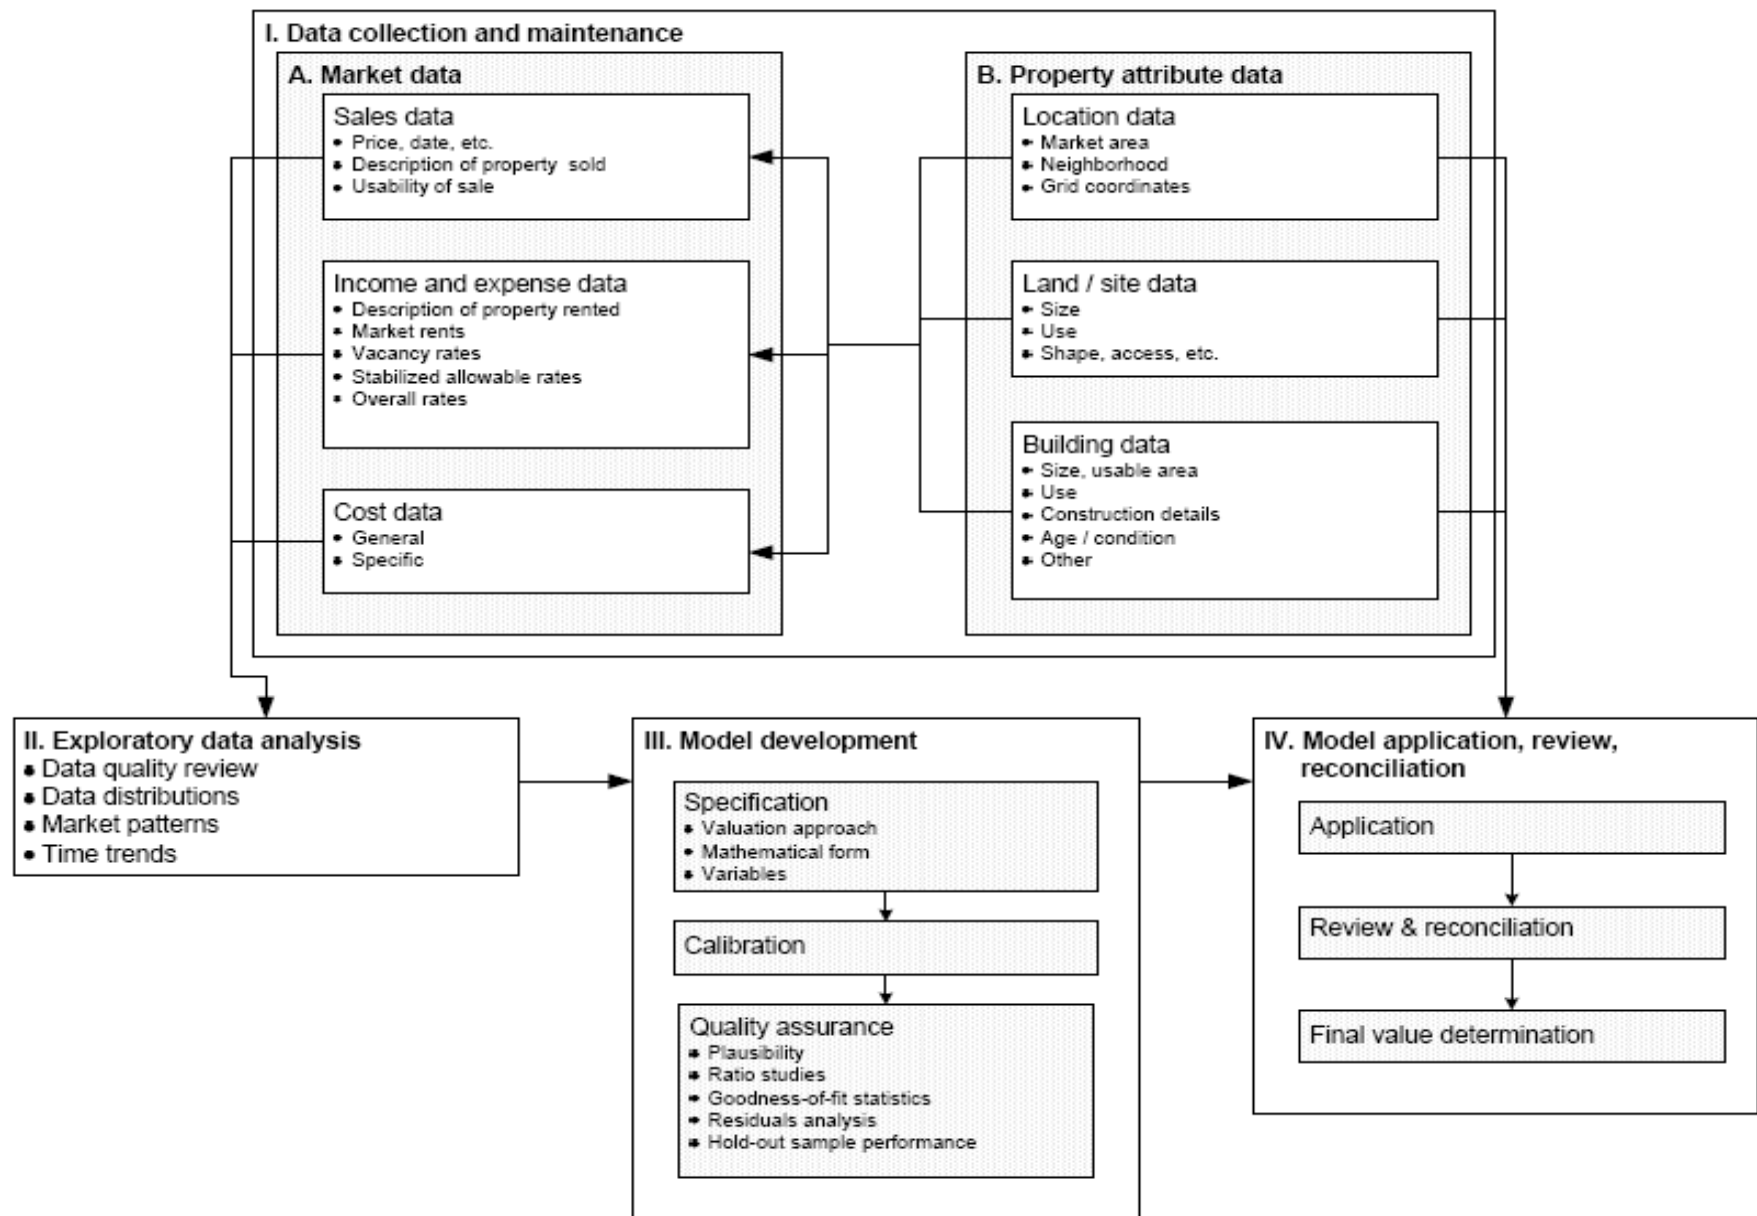 I. Data collection and maintenance
A. Market data
Sales data
• Price, date, etc.
• Description of property sold
• Usability of sale
Income and expense data
• Description of property rented
• Market rents
• Vacancy rates
• Stabilized allowable rates
• Overall rates
Cost data
• General
• Specific
B. Property attribute data
Location data
• Market area
• Neighborhood
• Grid coordinates
Land / site data
• Size
• Use
• Shape, access, etc.
Building data
• Size, usable area
• Use
• Construction details
• Age / condition
• Other
II. Exploratory data analysis
• Data quality review
• Data distributions
• Market patterns
• Time trends
III. Model development
Specification
• Valuation approach
• Mathematical form
• Variables
Calibration
Quality assurance
• Plausibility
• Ratio studies
• Goodness-of-fit statistics
• Residuals analysis
• Hold-out sample performance
IV. Model application, review,
reconciliation
Application
Review & reconciliation
Final value determination